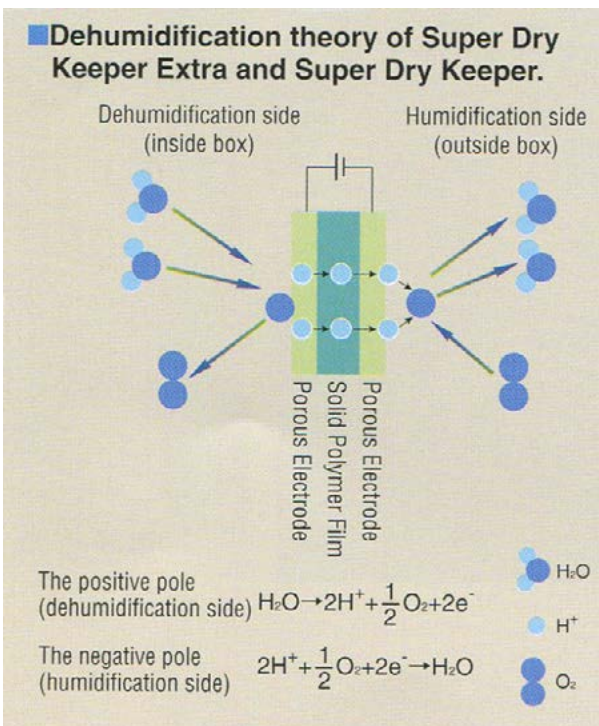 ■Dehumidification theory of Super Dry
Keeper Extra and Super Dry Keeper.
Dehumidification side
(inside box)
Humidification side
(outside box)
Porous Electrode
Solid Polymer Film
Porous Electrode
The positive pole
(dehumidification side)
H₂O→2H⁺+½O₂+2e⁻
The negative pole
(humidification side)
2H⁺+½O₂+2e⁻→H₂O
H₂O
H⁺
O₂